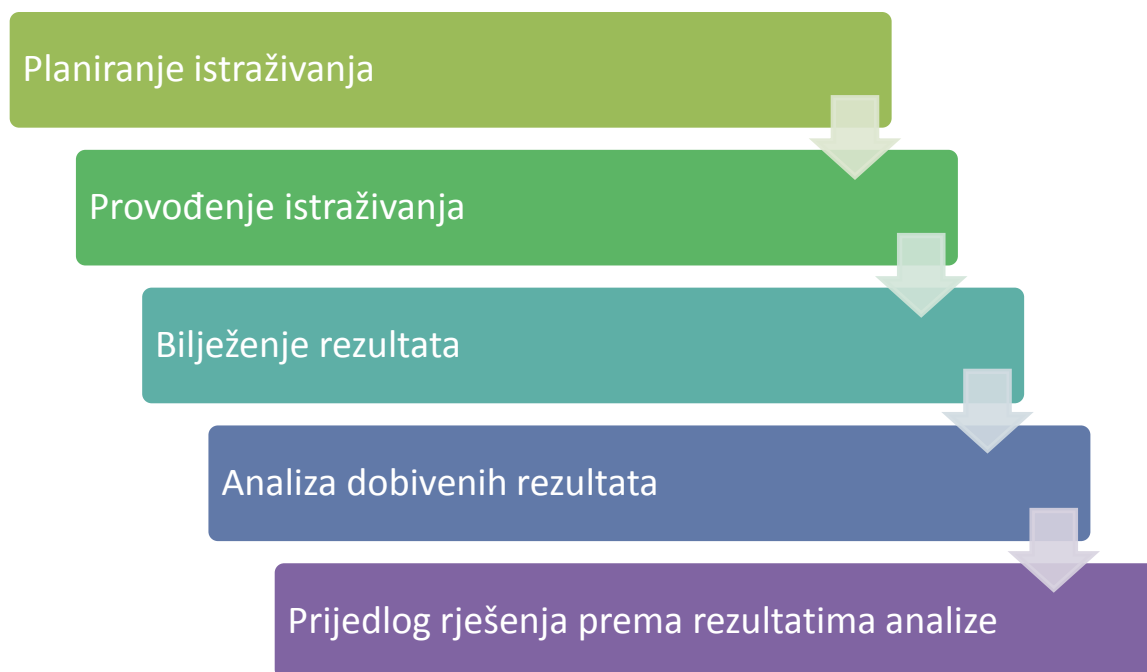 Planiranje istraživanja
Provođenje istraživanja
Bilježenje rezultata
Analiza dobivenih rezultata
Prijedlog rješenja prema rezultatima analize